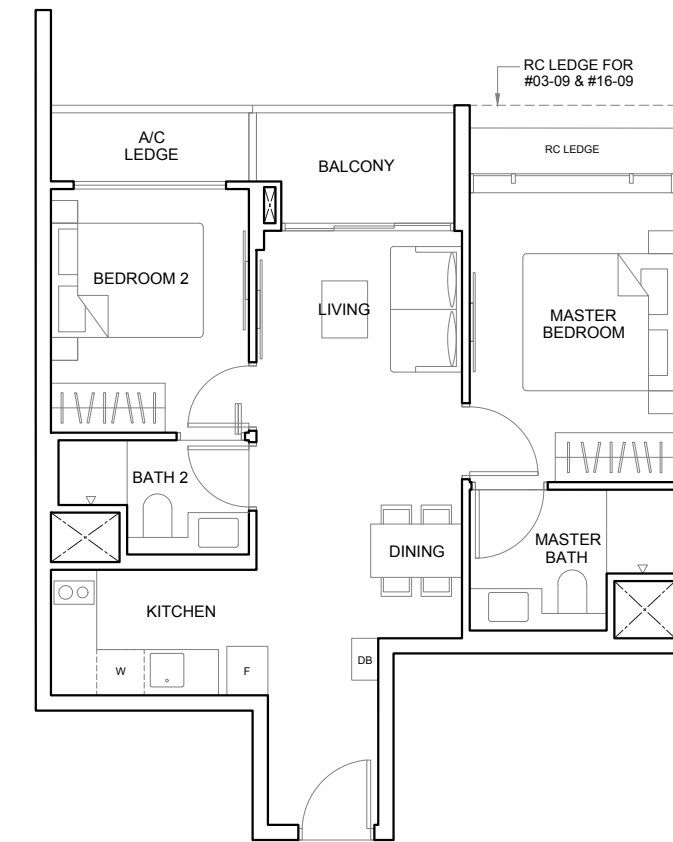 RC LEDGE FOR
#03-09 & #16-09
A/C
LEDGE
BALCONY
RC LEDGE
BEDROOM 2
LIVING
MASTER
BEDROOM
BATH 2
DINING
MASTER
BATH
KITCHEN
W
F
DB